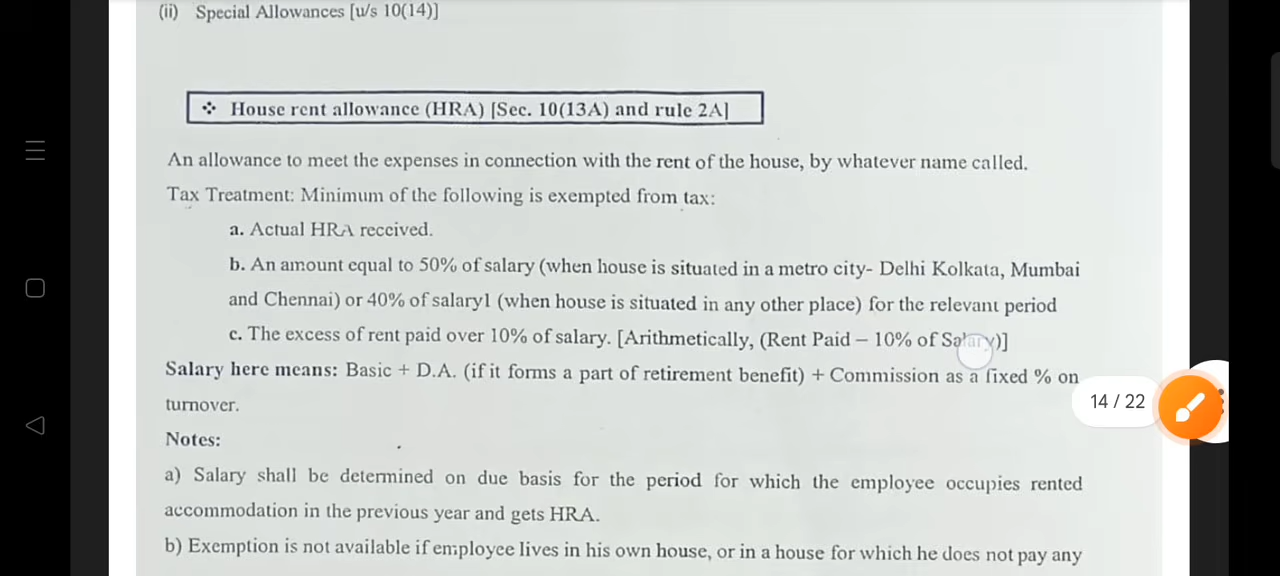 (ii) Special Allowances [u/s 10(14)]
❖ House rent allowance (HRA) [Sec. 10(13A) and rule 2A]
An allowance to meet the expenses in connection with the rent of the house, by whatever name called.
Tax Treatment: Minimum of the following is exempted from tax:
a. Actual HRA received.
b. An amount equal to 50% of salary (when house is situated in a metro city- Delhi Kolkata, Mumbai
and Chennai) or 40% of salary1 (when house is situated in any other place) for the relevant period
c. The excess of rent paid over 10% of salary. [Arithmetically, (Rent Paid – 10% of Salary)]
Salary here means: Basic + D.A. (if it forms a part of retirement benefit) + Commission as a fixed % on
turnover.
14 / 22
Notes:
a) Salary shall be determined on due basis for the period for which the employee occupies rented
accommodation in the previous year and gets HRA.
b) Exemption is not available if employee lives in his own house, or in a house for which he does not pay any